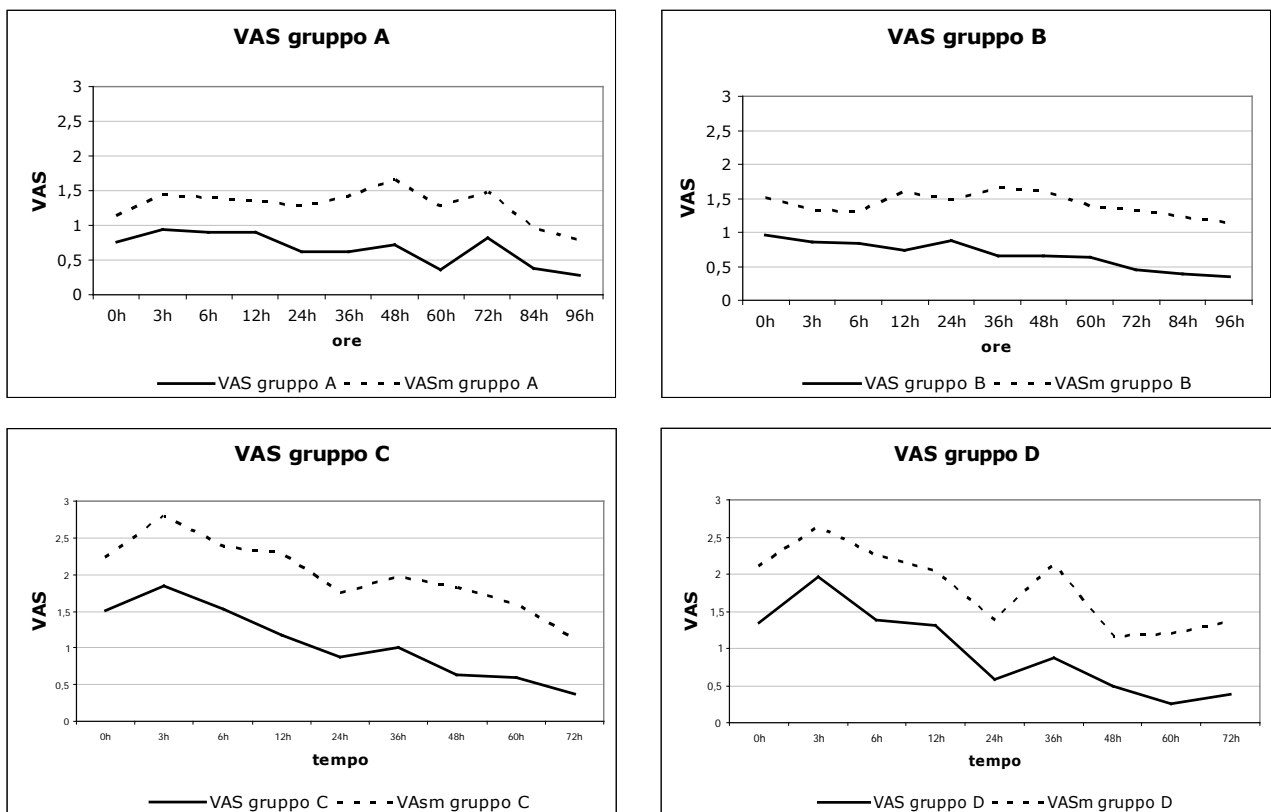 VAS gruppo A
3
2,5
2
1,5
1
0,5
0
VAS
0h 3h 6h 12h 24h 36h 48h 60h 72h 84h 96h
ore
VAS gruppo A VASm gruppo A
VAS gruppo B
3
2,5
2
1,5
1
0,5
0
VAS
0h 3h 6h 12h 24h 36h 48h 60h 72h 84h 96h
ore
VAS gruppo B VASm gruppo B
VAS gruppo C
3
2,5
2
1,5
1
0,5
0
VAS
0h 3h 6h 12h 24h 36h 48h 60h 72h
tempo
VAS gruppo C VAsm gruppo C
VAS gruppo D
3
2,5
2
1,5
1
0,5
0
VAS
0h 3h 6h 12h 24h 36h 48h 60h 72h
tempo
VAS gruppo D VASm gruppo D